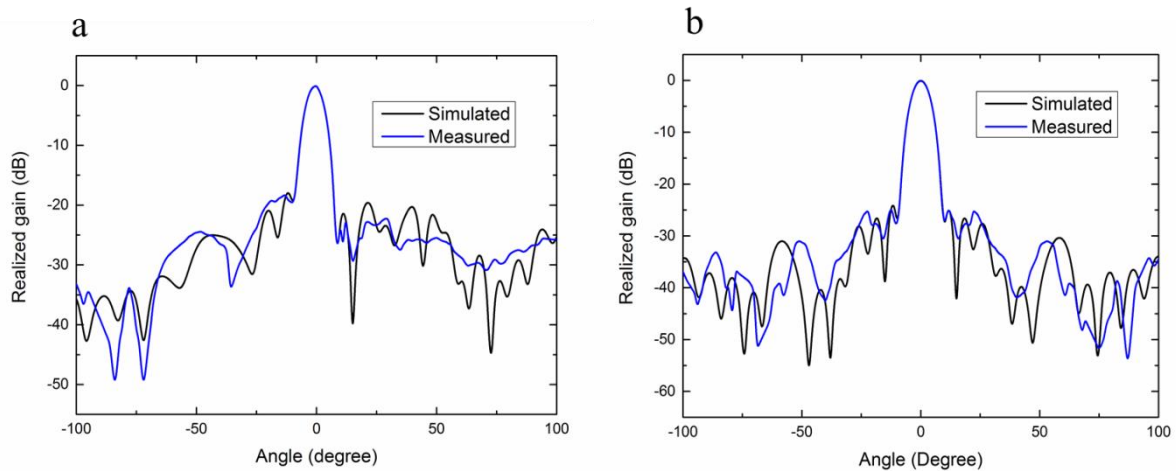 a
0
-10
-20
-30
-40
-50
Realized gain (dB)
Simulated
Measured
-100 -50 0 50 100
Angle (degree)
b
0
-10
-20
-30
-40
-50
-60
Realized gain (dB)
Simulated
Measured
-100 -50 0 50 100
Angle (Degree)